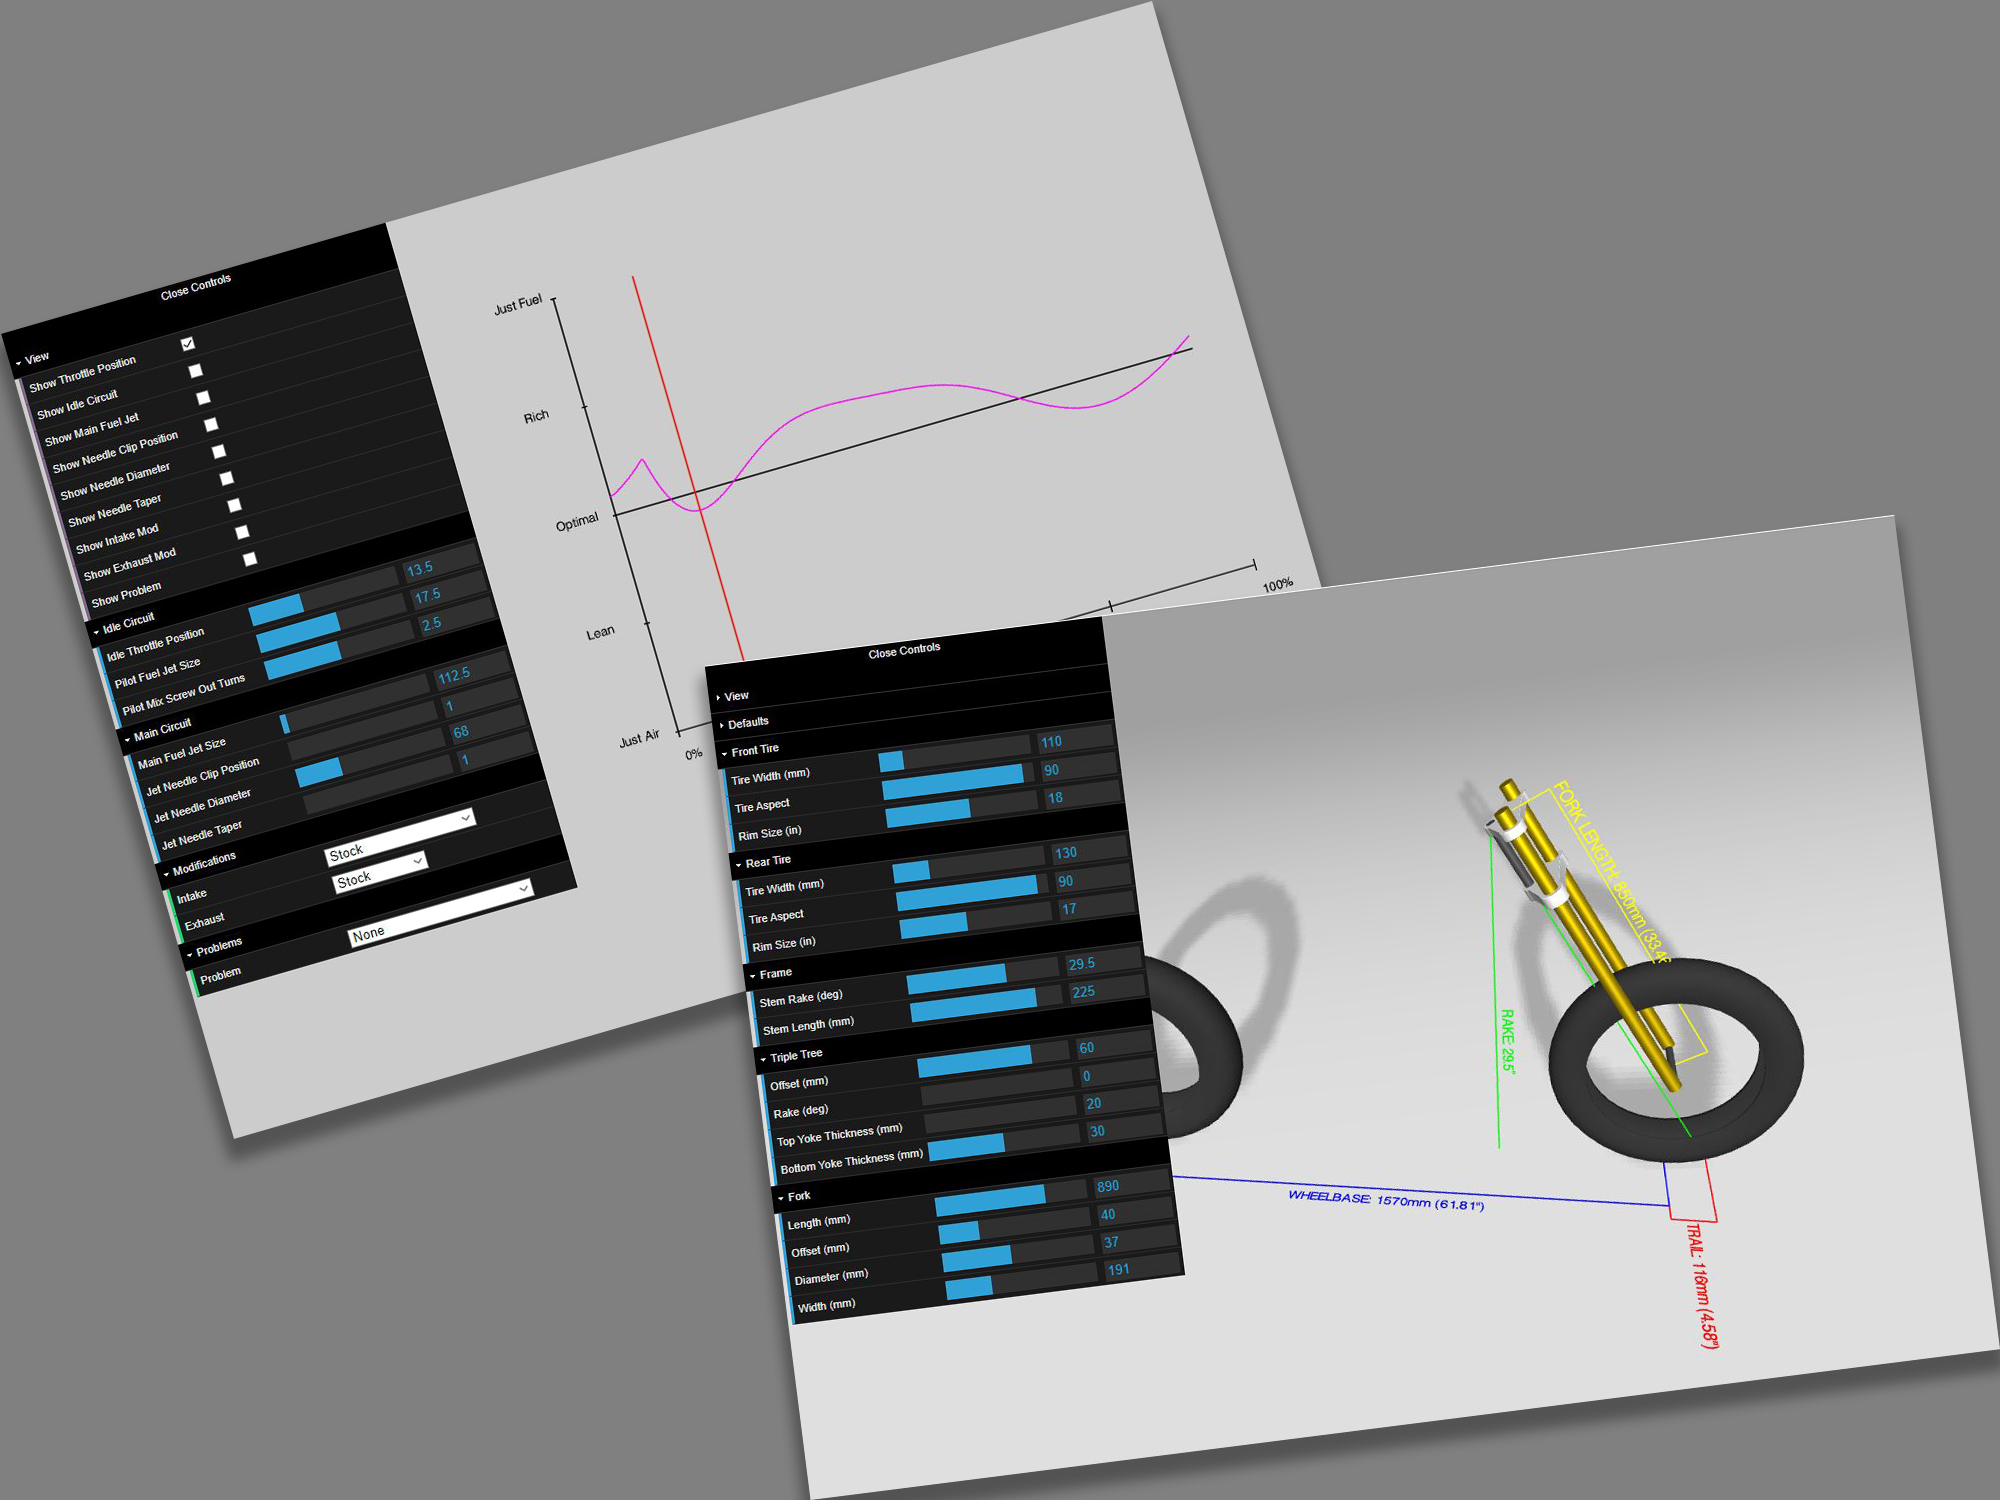 Close Controls
View
Show Throttle Position
Show Idle Circuit
Show Main Fuel Jet
Show Needle Clip Position
Show Needle Diameter
Show Needle Taper
Show Intake Mod
Show Exhaust Mod
Show Problem
Idle Circuit
Idle Throttle Position 13.5
Pilot Fuel Jet Size 17.5
Pilot Mix Screw Out Turns 2.5
Main Circuit
Main Fuel Jet Size 112.5
Jet Needle Clip Position 1
Jet Needle Diameter 68
Jet Needle Taper 1
Modifications
Intake Stock
Exhaust Stock
Problems
Problem None
Just Fuel
Rich
Optimal
Lean
Just Air
0%
100%
Close Controls
View
Defaults
Front Tire
Tire Width (mm) 110
Tire Aspect 90
Rim Size (in) 18
Rear Tire
Tire Width (mm) 130
Tire Aspect 90
Rim Size (in) 17
Frame
Stem Rake (deg) 29.5
Stem Length (mm) 225
Triple Tree
Offset (mm) 60
Rake (deg) 0
Top Yoke Thickness (mm) 20
Bottom Yoke Thickness (mm) 30
Fork
Length (mm) 890
Offset (mm) 40
Diameter (mm) 37
Width (mm) 191
FORK LENGTH:
RAKE: 29.5°
WHEELBASE: 1570mm (61.81")
TRAIL: 116mm (4.58")